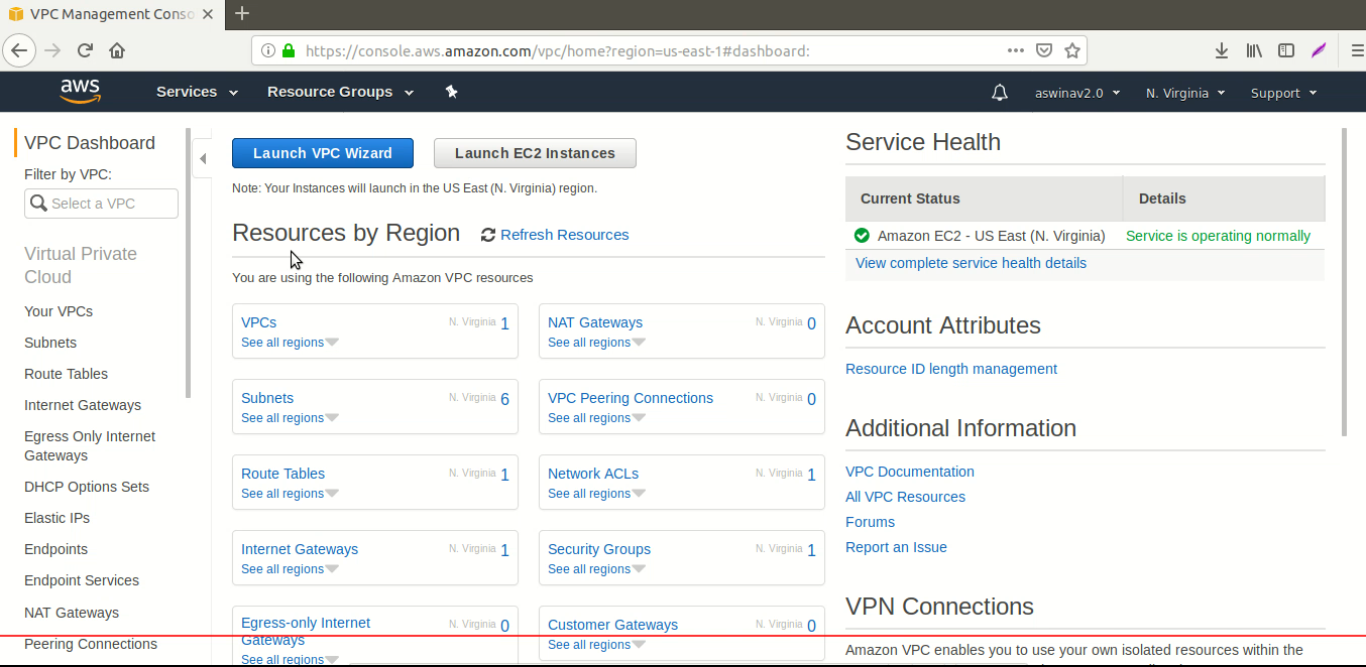 VPC Management Conso
https://console.aws.amazon.com/vpc/home?region=us-east-1#dashboard:
aws
Services
Resource Groups
aswinav2.0
N. Virginia
Support
VPC Dashboard
Filter by VPC:
Select a VPC
Virtual Private
Cloud
Your VPCs
Subnets
Route Tables
Internet Gateways
Egress Only Internet
Gateways
DHCP Options Sets
Elastic IPs
Endpoints
Endpoint Services
NAT Gateways
Peering Connections
Launch VPC Wizard
Launch EC2 Instances
Note: Your Instances will launch in the US East (N. Virginia) region.
Resources by Region
Refresh Resources
You are using the following Amazon VPC resources
VPCs N. Virginia 1
See all regions
NAT Gateways N. Virginia 0
See all regions
Subnets N. Virginia 6
See all regions
VPC Peering Connections N. Virginia 0
See all regions
Route Tables N. Virginia 1
See all regions
Network ACLs N. Virginia 1
See all regions
Internet Gateways N. Virginia 1
See all regions
Security Groups N. Virginia 1
See all regions
Egress-only Internet N. Virginia 0
Gateways
See all regions
Customer Gateways N. Virginia 0
See all regions
Service Health
Current Status Details
Amazon EC2 - US East (N. Virginia) Service is operating normally
View complete service health details
Account Attributes
Resource ID length management
Additional Information
VPC Documentation
All VPC Resources
Forums
Report an Issue
VPN Connections
Amazon VPC enables you to use your own isolated resources within the